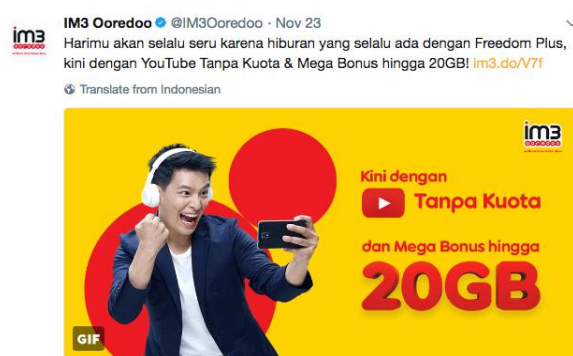 IM3 Ooredoo @IM3Ooredoo · Nov 23
im3
ooredoo
Harimu akan selalu seru karena hiburan yang selalu ada dengan Freedom Plus,
kini dengan YouTube Tanpa Kuota & Mega Bonus hingga 20GB! im3.do/V7f
Translate from Indonesian
im3
ooredoo
Kini dengan
Tanpa Kuota
dan Mega Bonus hingga
20GB
GIF